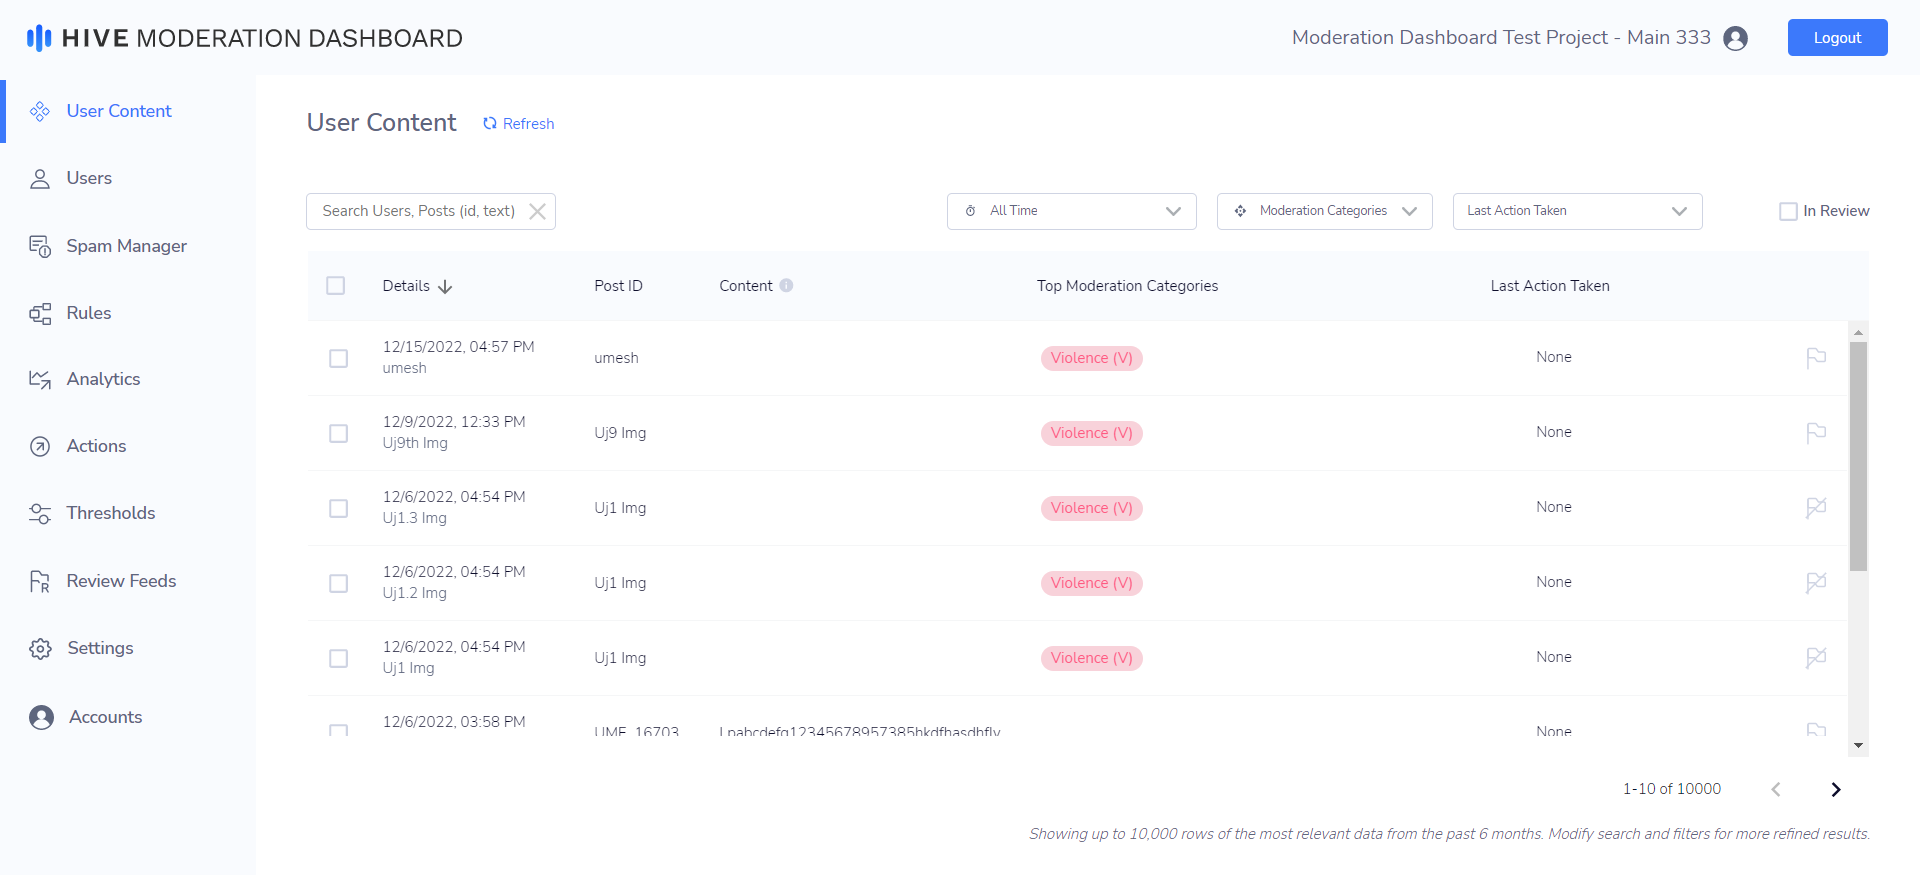 HIVE MODERATION DASHBOARD
Moderation Dashboard Test Project - Main 333
Logout
User Content
Users
Spam Manager
Rules
Analytics
Actions
Thresholds
Review Feeds
Settings
Accounts
User Content
Refresh
Search Users, Posts (id, text)
All Time
Moderation Categories
Last Action Taken
In Review
Details
Post ID
Content
Top Moderation Categories
Last Action Taken
12/15/2022, 04:57 PM
umesh
umesh
Violence (V)
None
12/9/2022, 12:33 PM
Uj9th Img
Uj9 Img
Violence (V)
None
12/6/2022, 04:54 PM
Uj1.3 Img
Uj1 Img
Violence (V)
None
12/6/2022, 04:54 PM
Uj1.2 Img
Uj1 Img
Violence (V)
None
12/6/2022, 04:54 PM
Uj1 Img
Uj1 Img
Violence (V)
None
12/6/2022, 03:58 PM
None
1-10 of 10000
Showing up to 10,000 rows of the most relevant data from the past 6 months. Modify search and filters for more refined results.